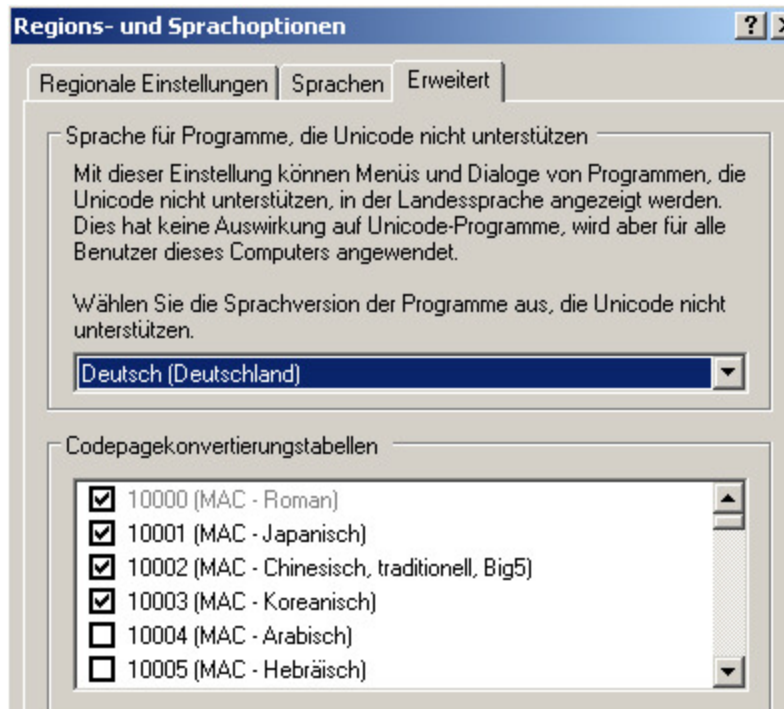 Regions- und Sprachoptionen
Regionale Einstellungen
Sprachen
Erweitert
Sprache für Programme, die Unicode nicht unterstützen
Mit dieser Einstellung können Menüs und Dialoge von Programmen, die
Unicode nicht unterstützen, in der Landessprache angezeigt werden.
Dies hat keine Auswirkung auf Unicode-Programme, wird aber für alle
Benutzer dieses Computers angewendet.
Wählen Sie die Sprachversion der Programme aus, die Unicode nicht
unterstützen.
Deutsch (Deutschland)
Codepagekonvertierungstabellen
10000 (MAC - Roman)
10001 (MAC - Japanisch)
10002 (MAC - Chinesisch, traditionell, Big5)
10003 (MAC - Koreanisch)
10004 (MAC - Arabisch)
10005 (MAC - Hebräisch)